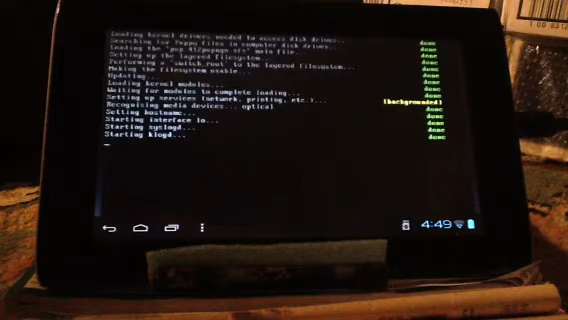 Loading kernel drivers needed to access disk drives... done
Searching for Puppy files in computer disk drives... done
Loading the "pup_412popngn.sfs" main file... done
Setting up the layered filesystem... done
Performing a 'switch_root' to the layered filesystem... done
Making the filesystem usable... done
Updating... done
Loading kernel modules... done
Waiting for modules to complete loading... done
Setting up services (network, printing, etc.)... [backgrounded]
Recognising media devices... optical done
Setting hostname... done
Starting interface lo... done
Starting syslogd... done
Starting klogd... done
4:49